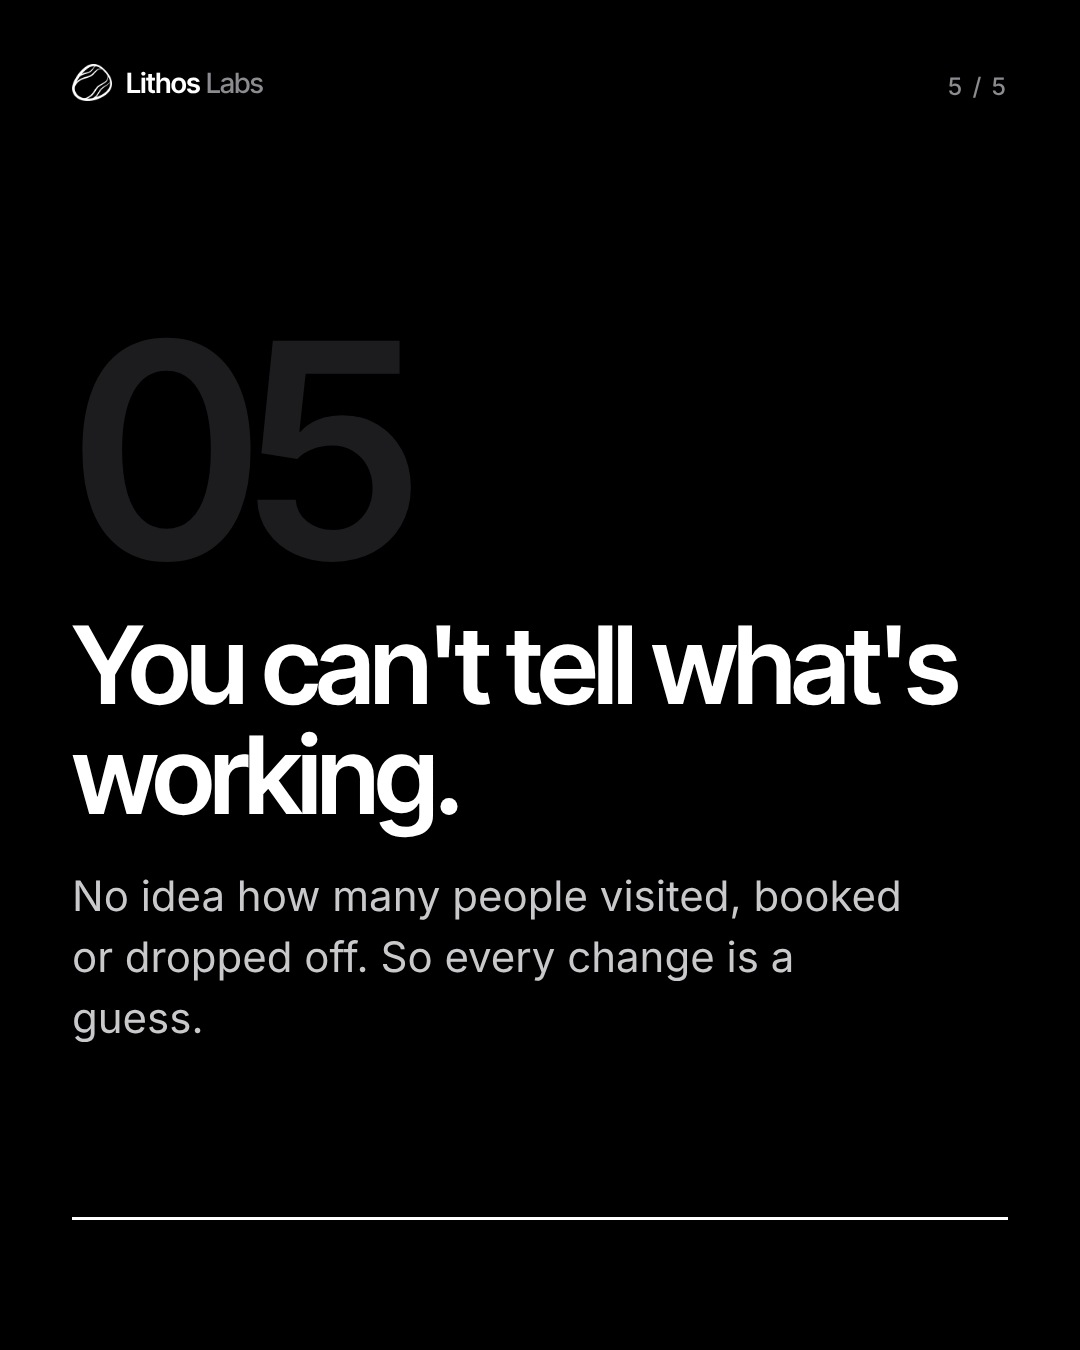 Lithos Labs
5 / 5
05
You can't tell what's
working.
No idea how many people visited, booked
or dropped off. So every change is a
guess.